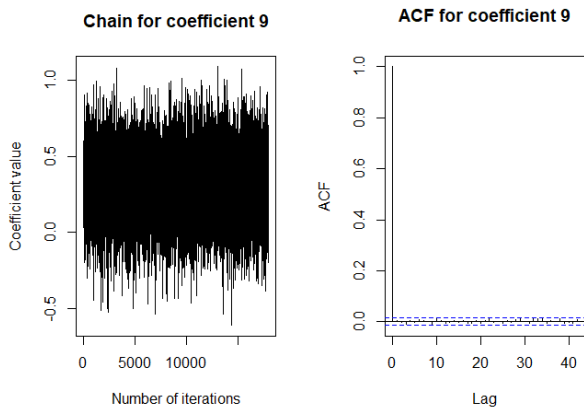 Chain for coefficient 9
Coefficient value
1.0
0.5
0.0
-0.5
0 5000 10000
Number of iterations
ACF for coefficient 9
ACF
1.0
0.8
0.6
0.4
0.2
0.0
0 10 20 30 40
Lag